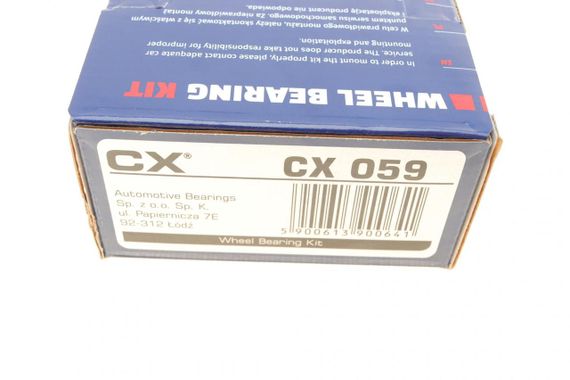 WHEEL BEARING KIT
EN
In order to mount the kit properly, please contact adequate car
service. The producer does not take responsibility for improper
mounting and exploitation.
PL
W celu prawidłowego montażu, należy skontaktować się z właściwym
punktem serwisu samochodowego. Za nieprawidłowy montaż
i eksploatację producent nie odpowiada.
CX®
CX 059
Automotive Bearings
Sp. z o.o. Sp. K.
ul. Papiernicza 7E
92-312 Łódź
5 900613 900641
Wheel Bearing Kit